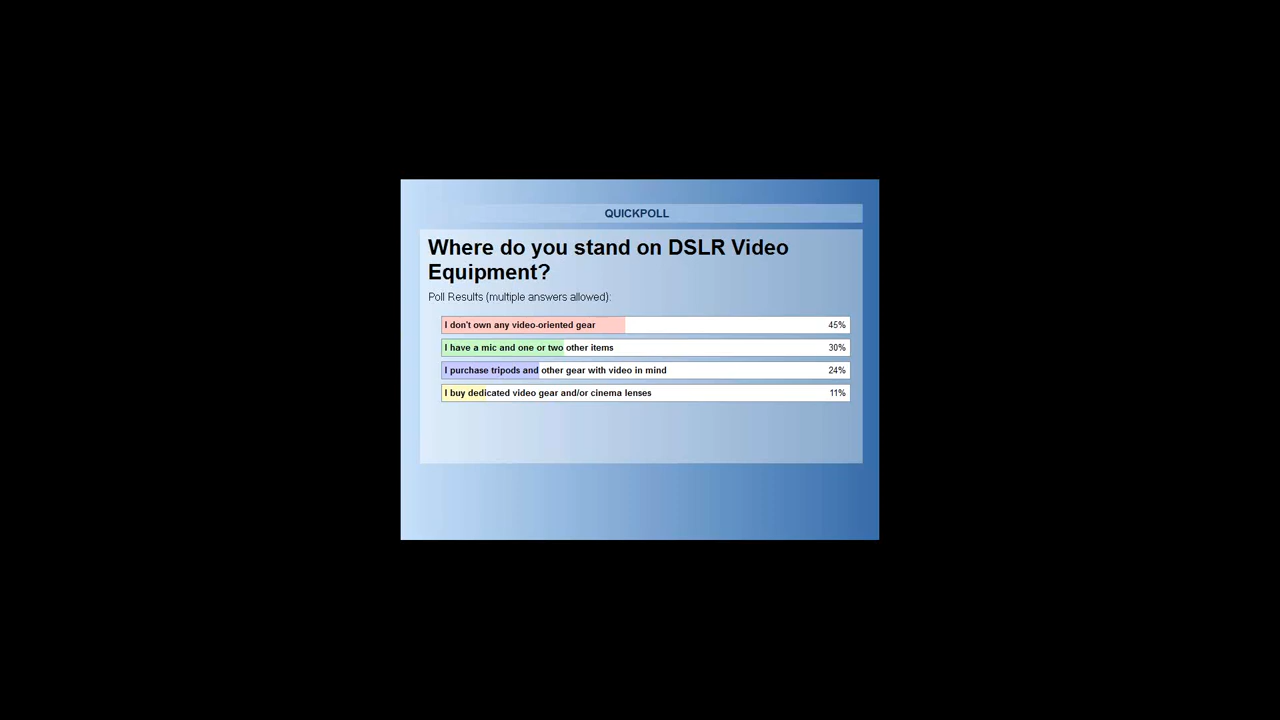 QUICKPOLL
Where do you stand on DSLR Video
Equipment?
Poll Results (multiple answers allowed):
I don't own any video-oriented gear 45%
I have a mic and one or two other items 30%
I purchase tripods and other gear with video in mind 24%
I buy dedicated video gear and/or cinema lenses 11%